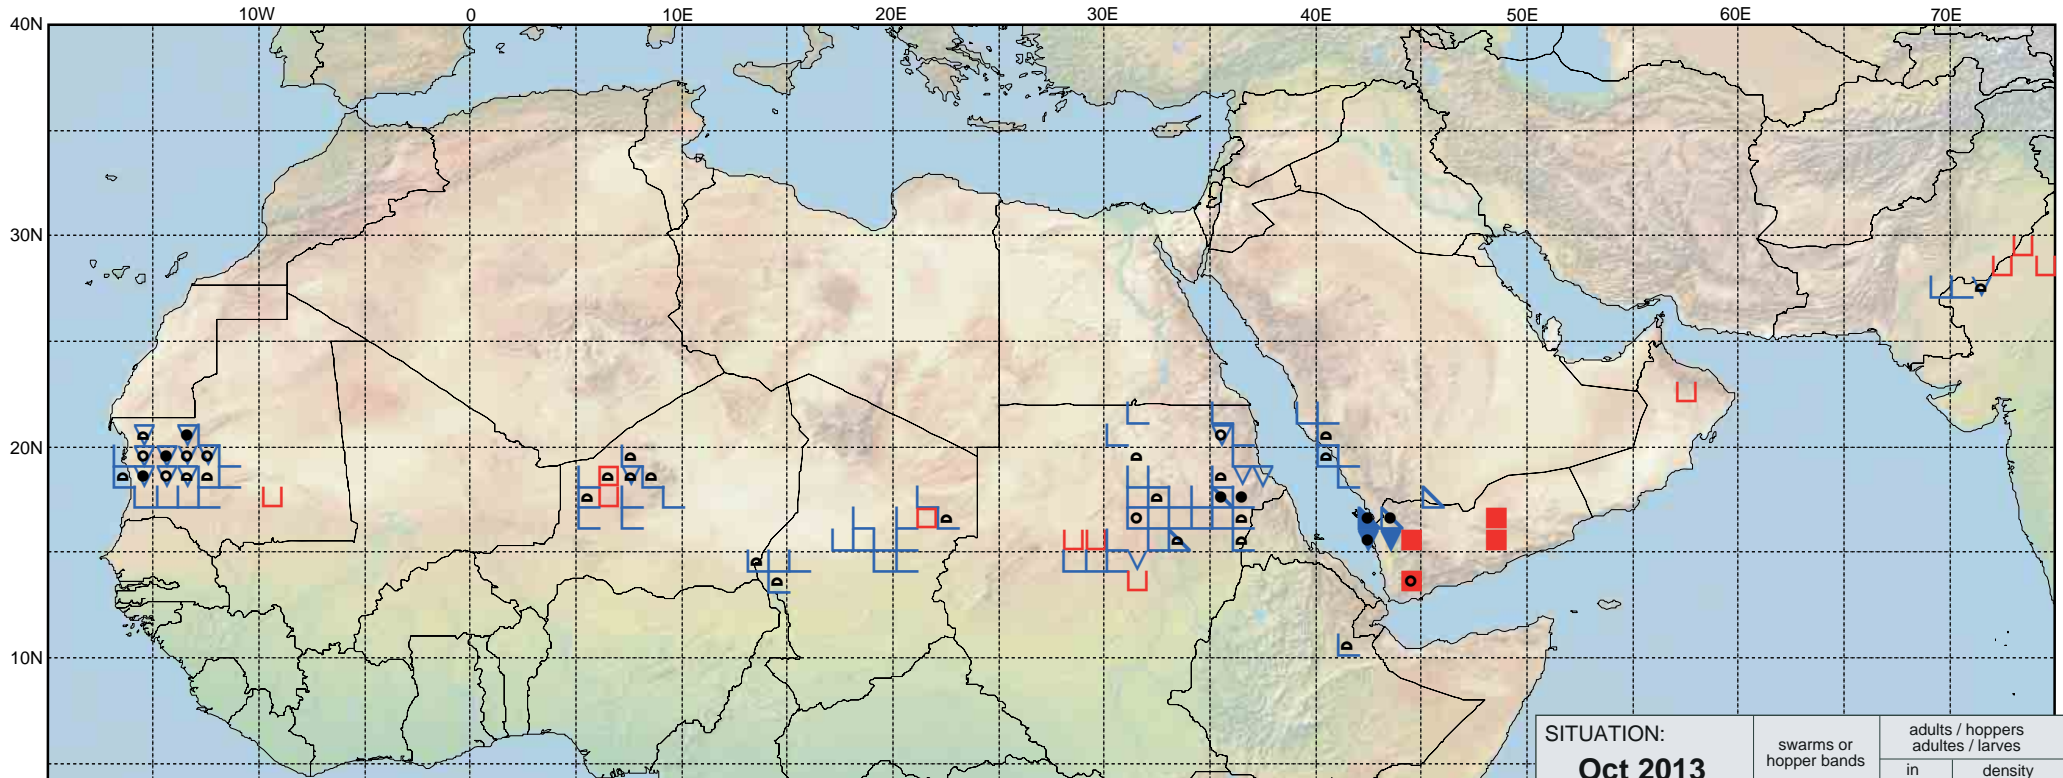 10W 0 10E 20E 30E 40E 50E 60E 70E
40N
30N
20N
10N
SITUATION:
Oct 2013
swarms or
hopper bands
adults / hoppers
adultes / larves
in density